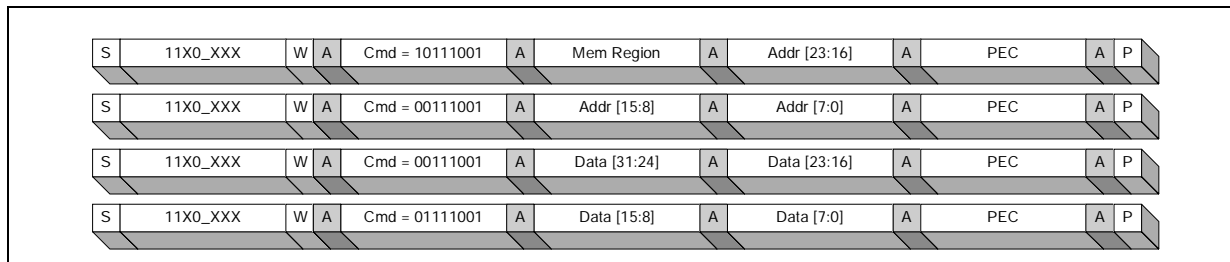 S 11X0_XXX W A Cmd = 10111001 A Mem Region A Addr [23:16] A PEC A P
S 11X0_XXX W A Cmd = 00111001 A Addr [15:8] A Addr [7:0] A PEC A P
S 11X0_XXX W A Cmd = 00111001 A Data [31:24] A Data [23:16] A PEC A P
S 11X0_XXX W A Cmd = 01111001 A Data [15:8] A Data [7:0] A PEC A P